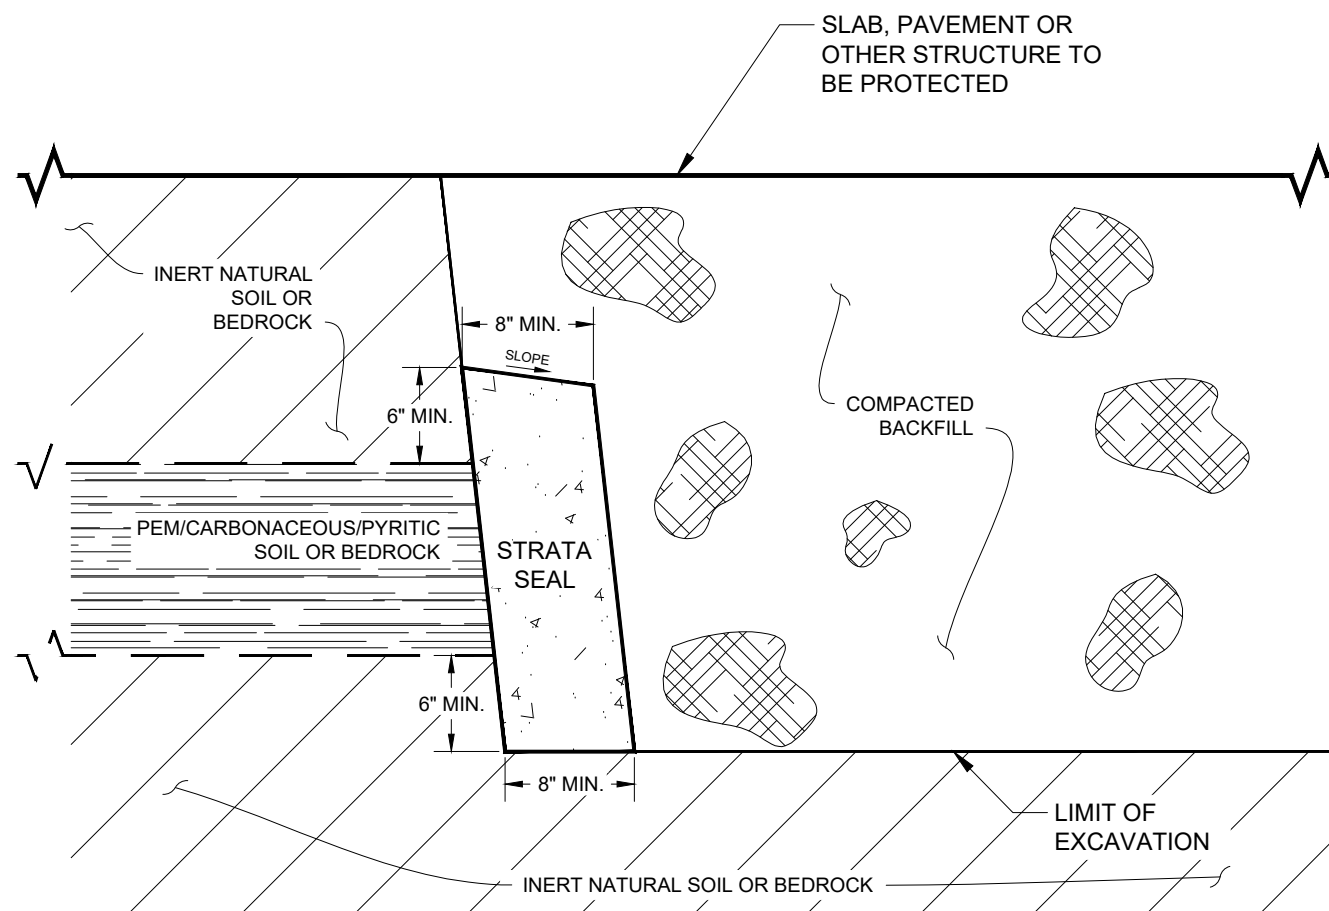 SLAB, PAVEMENT OR
OTHER STRUCTURE TO
BE PROTECTED
INERT NATURAL
SOIL OR
BEDROCK
8" MIN.
SLOPE
6" MIN.
COMPACTED
BACKFILL
PEM/CARBONACEOUS/PYRITIC
SOIL OR BEDROCK
STRATA
SEAL
6" MIN.
8" MIN.
LIMIT OF
EXCAVATION
INERT NATURAL SOIL OR BEDROCK